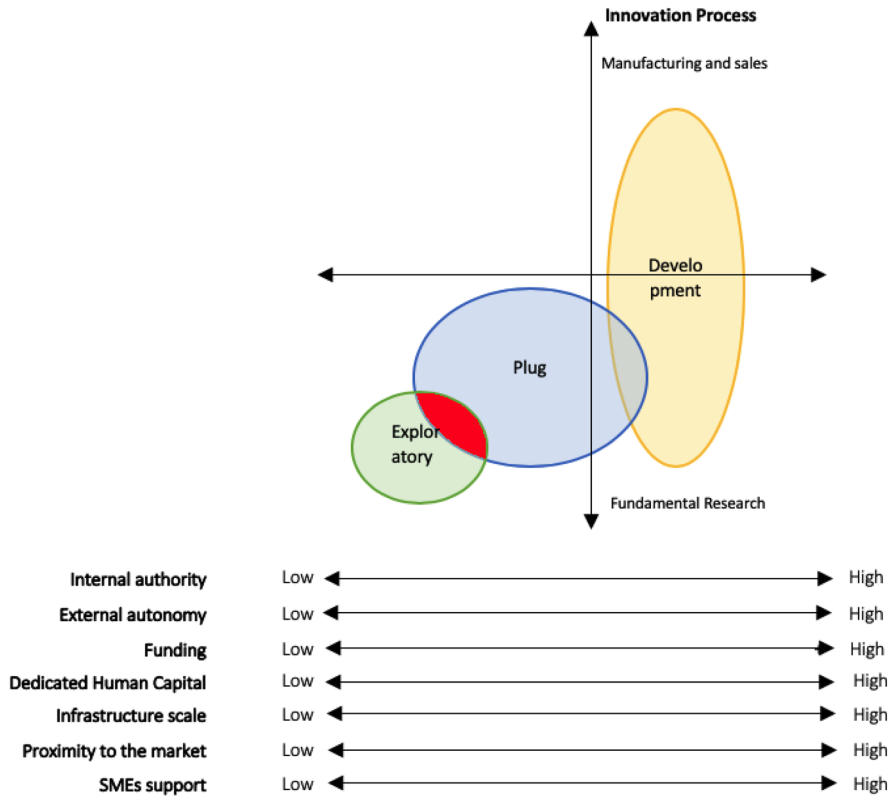 Innovation Process
Manufacturing and sales
Develo
pment
Plug
Explor
atory
Fundamental Research
Internal authority Low High
External autonomy Low High
Funding Low High
Dedicated Human Capital Low High
Infrastructure scale Low High
Proximity to the market Low High
SMEs support Low High